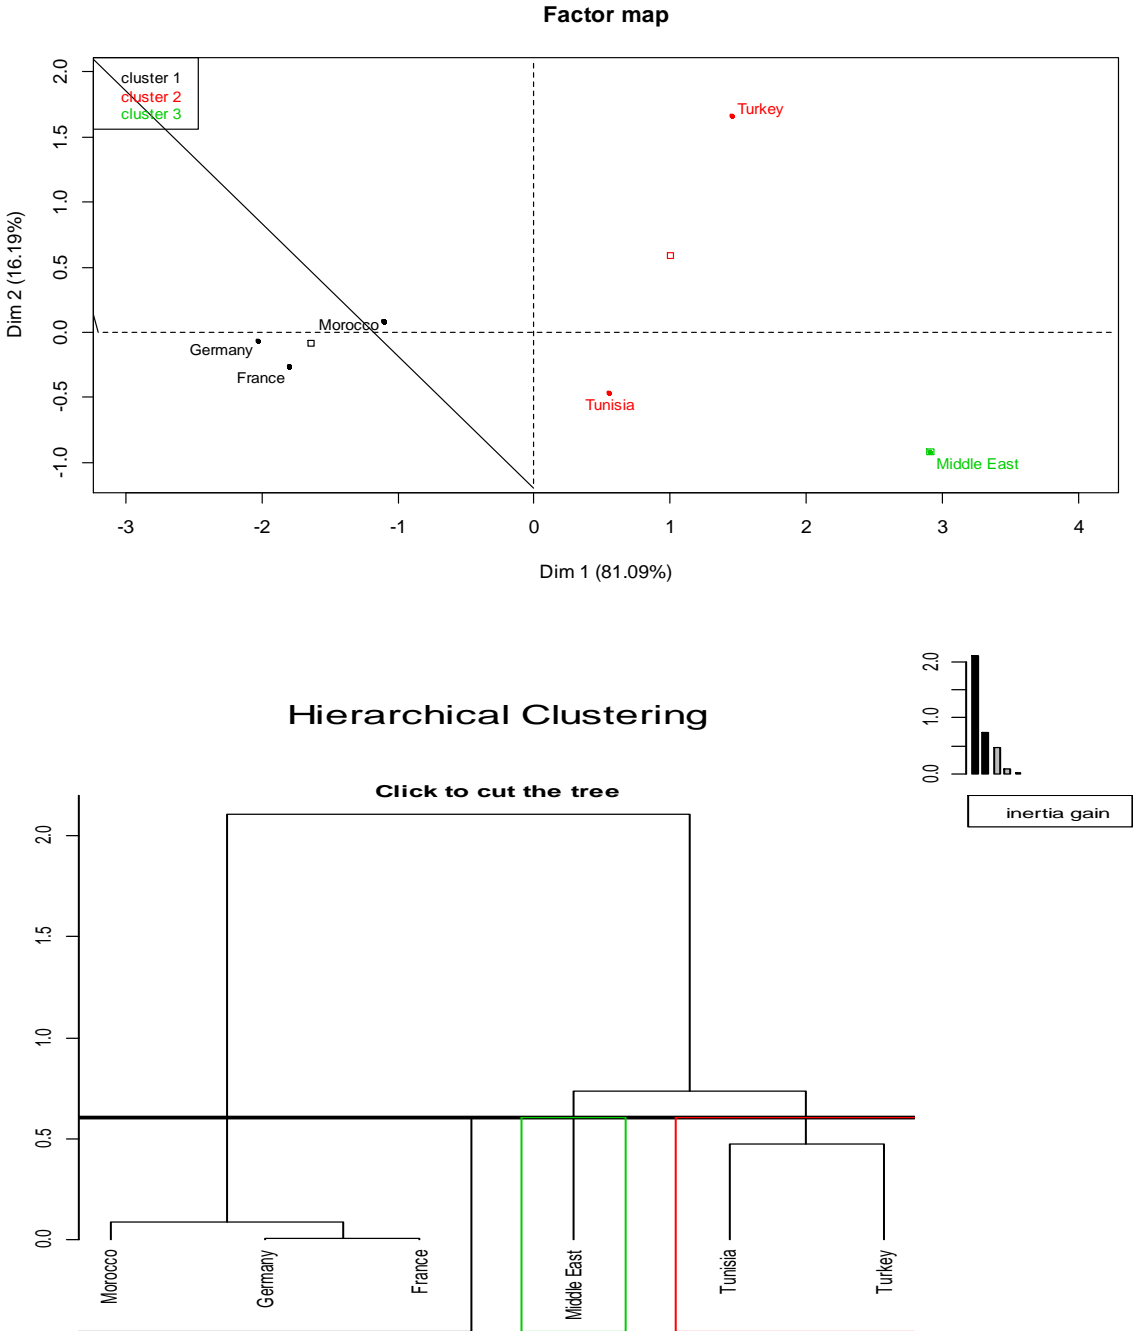 Factor map
cluster 1
cluster 2
cluster 3
Turkey
Morocco
Germany
France
Tunisia
Middle East
Dim 2 (16.19%)
2.0
1.5
1.0
0.5
0.0
-0.5
-1.0
-3 -2 -1 0 1 2 3 4
Dim 1 (81.09%)
Hierarchical Clustering
2.0
1.0
0.0
inertia gain
Click to cut the tree
2.0
1.5
1.0
0.5
0.0
Morocco
Germany
France
Middle East
Tunisia
Turkey